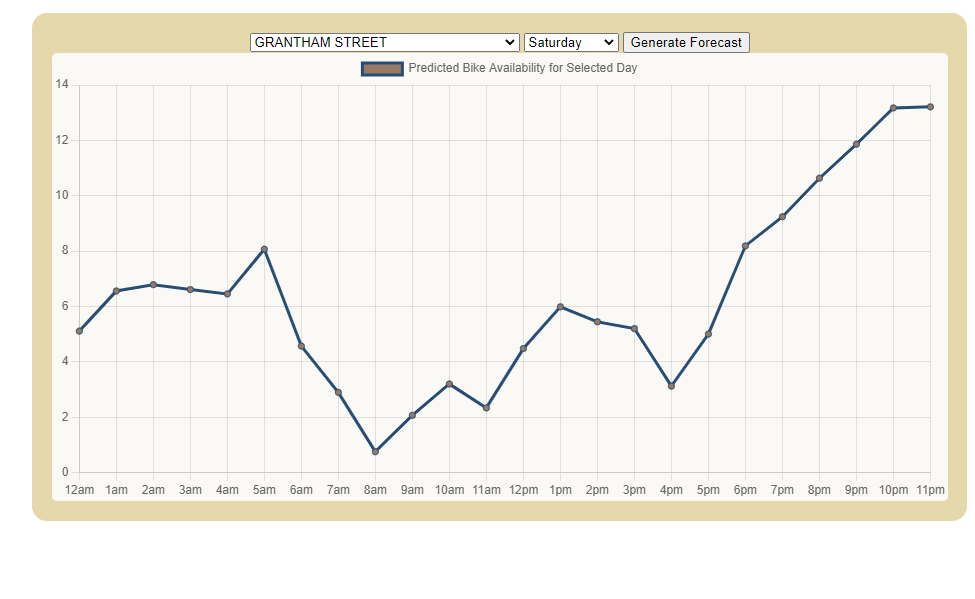 GRANTHAM STREET Saturday Generate Forecast
Predicted Bike Availability for Selected Day
14
12
10
8
6
4
2
0
12am 1am 2am 3am 4am 5am 6am 7am 8am 9am 10am 11am 12pm 1pm 2pm 3pm 4pm 5pm 6pm 7pm 8pm 9pm 10pm 11pm